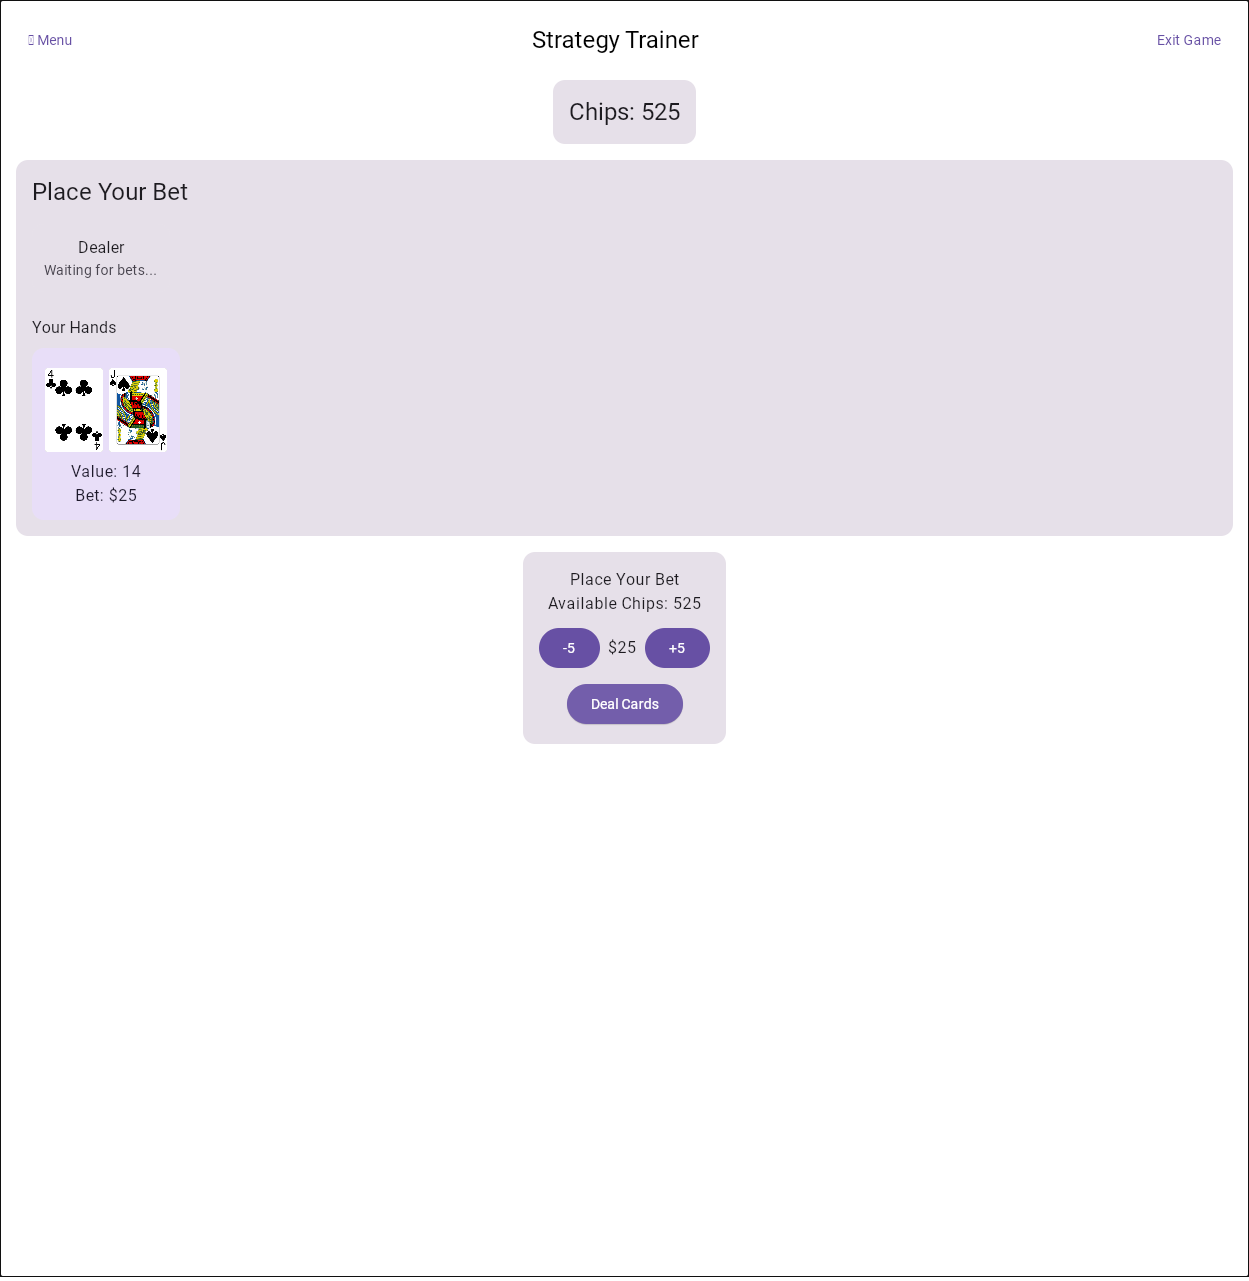 Menu
Strategy Trainer
Exit Game
Chips: 525
Place Your Bet
Dealer
Waiting for bets...
Your Hands
4
J
4
J
Value: 14
Bet: $25
Place Your Bet
Available Chips: 525
-5 $25 +5
Deal Cards